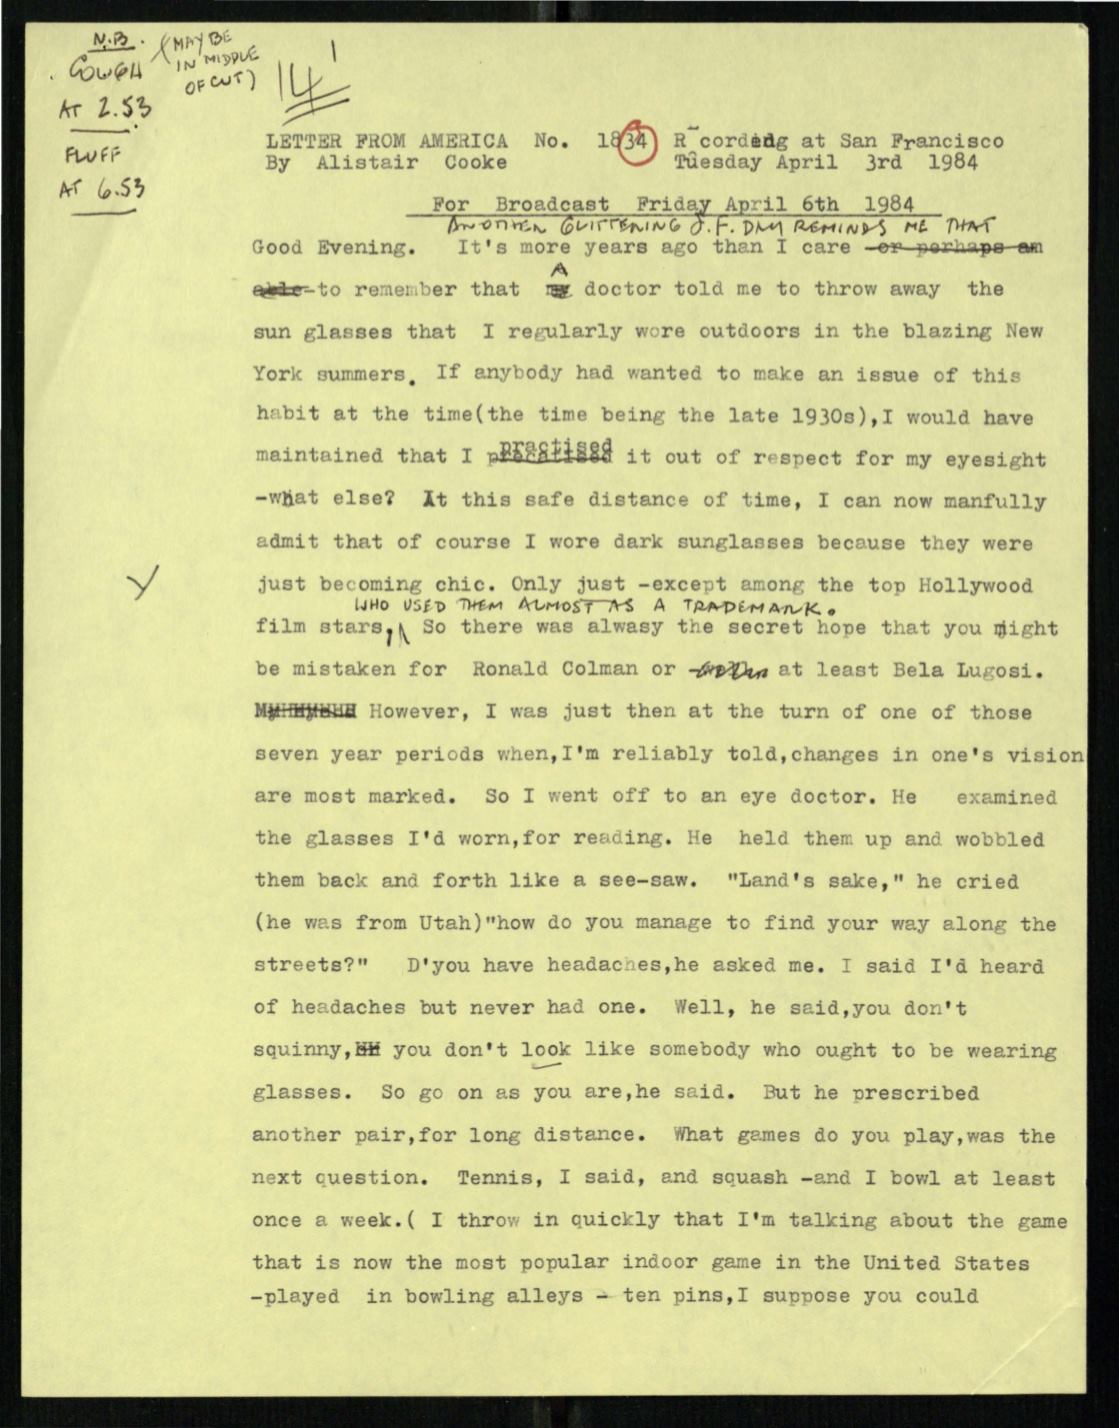 N.B.
COUGH (MAY BE
IN MIDDLE
OF CUT)
AT 2.53
FLUFF
AT 6.53
14' 1
LETTER FROM AMERICA No. 1834 Recording at San Francisco
By Alistair Cooke Tuesday April 3rd 1984
For Broadcast Friday April 6th 1984
ANOTHER GLITTERING S.F. DAY REMINDS ME THAT
Good Evening. It's more years ago than I care or perhaps am
able to remember that my A doctor told me to throw away the
sun glasses that I regularly wore outdoors in the blazing New
York summers. If anybody had wanted to make an issue of this
habit at the time(the time being the late 1930s),I would have
practised
maintained that I it out of respect for my eyesight
-what else? At this safe distance of time, I can now manfully
admit that of course I wore dark sunglasses because they were
just becoming chic. Only just -except among the top Hollywood
WHO USED THEM ALMOST AS A TRADEMARK.
film stars, So there was alwasy the secret hope that you might
be mistaken for Ronald Colman or at least Bela Lugosi.
However, I was just then at the turn of one of those
seven year periods when,I'm reliably told,changes in one's vision
are most marked. So I went off to an eye doctor. He examined
the glasses I'd worn,for reading. He held them up and wobbled
them back and forth like a see-saw. "Land's sake," he cried
(he was from Utah)"how do you manage to find your way along the
streets?" D'you have headaches,he asked me. I said I'd heard
of headaches but never had one. Well, he said,you don't
squinny, you don't look like somebody who ought to be wearing
glasses. So go on as you are,he said. But he prescribed
another pair,for long distance. What games do you play,was the
next question. Tennis, I said, and squash -and I bowl at least
once a week.( I throw in quickly that I'm talking about the game
that is now the most popular indoor game in the United States
-played in bowling alleys - ten pins,I suppose you could